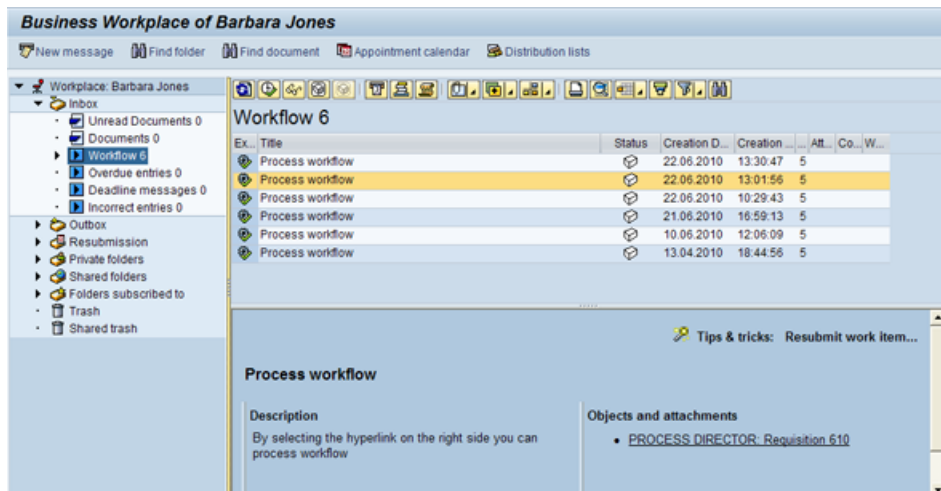 Business Workplace of Barbara Jones
New message Find folder Find document Appointment calendar Distribution lists
Workplace: Barbara Jones
Inbox
Unread Documents 0
Documents 0
Workflow 6
Overdue entries 0
Deadline messages 0
Incorrect entries 0
Outbox
Resubmission
Private folders
Shared folders
Folders subscribed to
Trash
Shared trash
Workflow 6
Ex... Title Status Creation D... Creation ... ... Att... Co... W...
Process workflow 22.06.2010 13:30:47 5
Process workflow 22.06.2010 13:01:56 5
Process workflow 22.06.2010 10:29:43 5
Process workflow 21.06.2010 16:59:13 5
Process workflow 10.06.2010 12:06:09 5
Process workflow 13.04.2010 18:44:56 5
Tips & tricks: Resubmit work item...
Process workflow
Description
By selecting the hyperlink on the right side you can
process workflow
Objects and attachments
• PROCESS DIRECTOR: Requisition 610